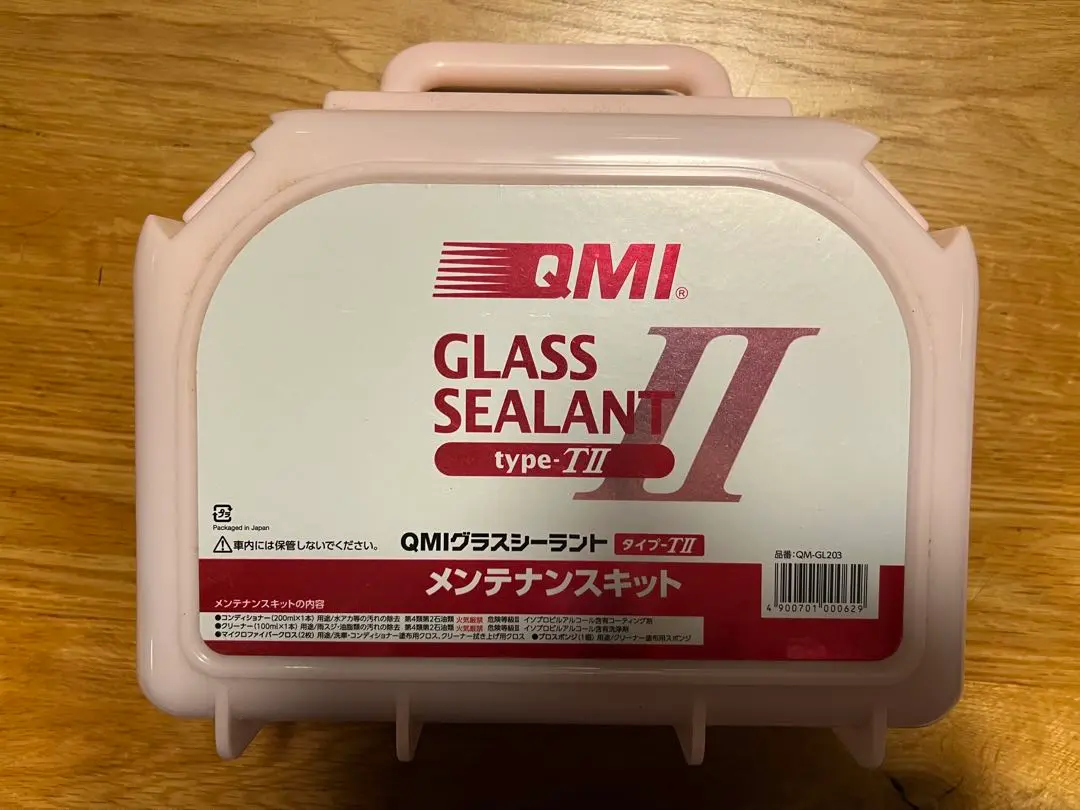 QMI®
GLASS
SEALANT II
type-TII
プラ
Packaged in Japan
⚠車内には保管しないでください。
QMIグラスシーラント タイプ-TII
メンテナンスキット
品番:QM-GL203
4 900701 000629
メンテナンスキットの内容
●コンディショナー(200mℓ×1本) 用途/水アカ等の汚れの除去 第4類第2石油類 火気厳禁 危険等級Ⅲ イソプロピルアルコール含有コーティング剤
●クリーナー(100mℓ×1本) 用途/雨スジ・油脂類の汚れの除去 第4類第2石油類 火気厳禁 危険等級Ⅲ イソプロピルアルコール含有洗浄剤
●マイクロファイバークロス(2枚) 用途/洗車・コンディショナー塗布用クロス、クリーナー拭き上げ用クロス ●プロスポンジ(1個) 用途/クリーナー塗布用スポンジ